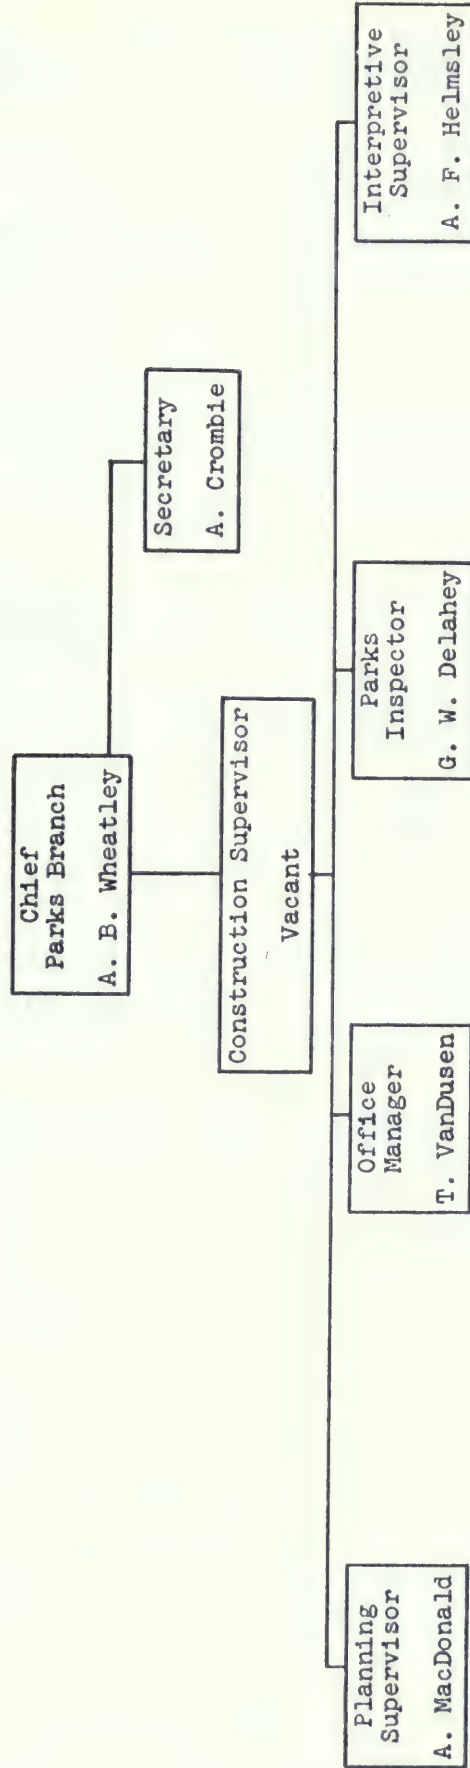 Chief
Parks Branch
A. B. Wheatley
Secretary
A. Crombie
Construction Supervisor
Vacant
Planning
Supervisor
A. MacDonald
Office
Manager
T. VanDusen
Parks
Inspector
G. W. Delahey
Interpretive
Supervisor
A. F. Helmsley